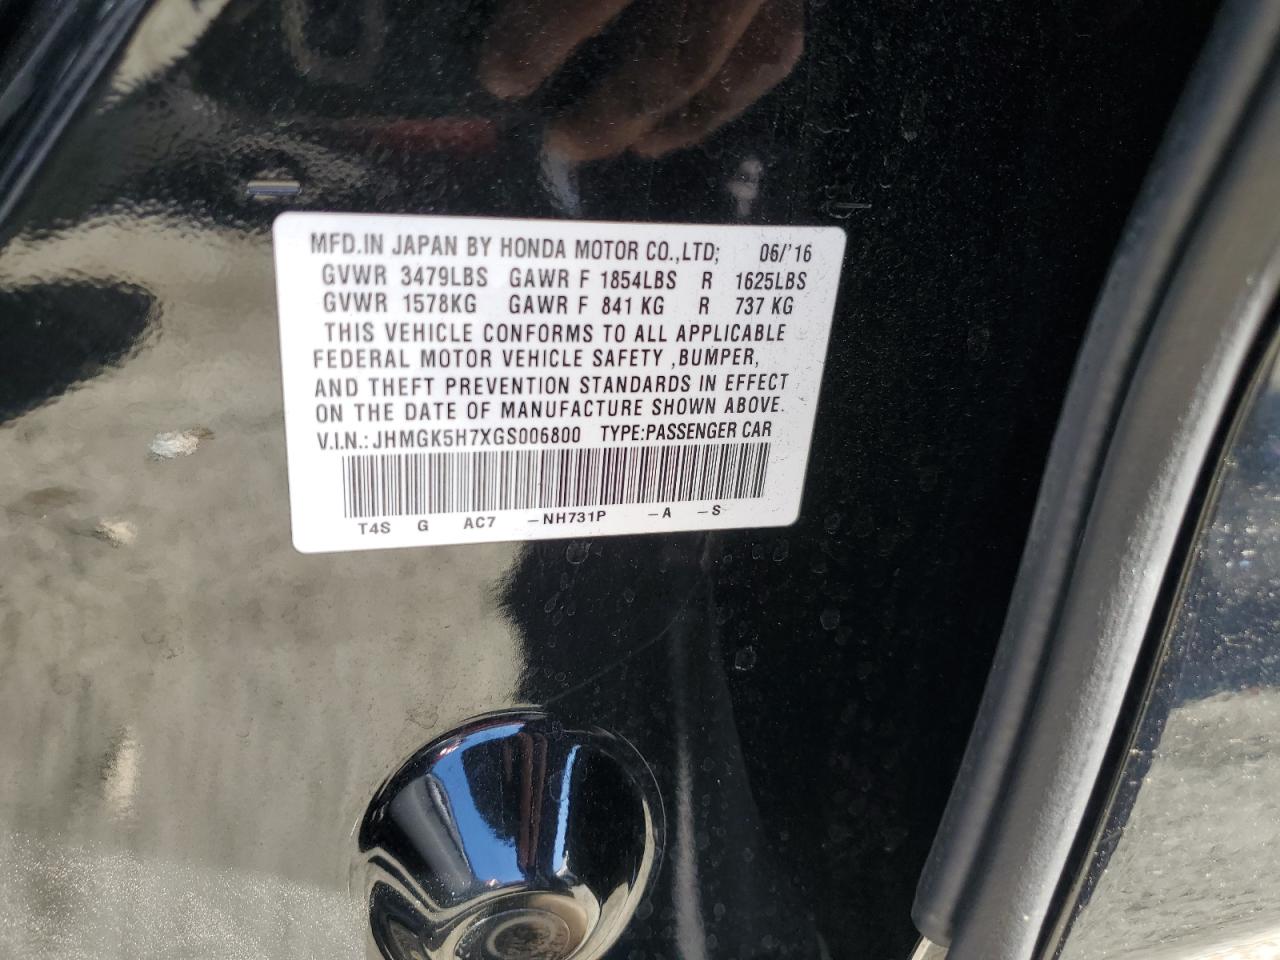 MFD.IN JAPAN BY HONDA MOTOR CO.,LTD; 06/'16
GVWR 3479LBS GAWR F 1854LBS R 1625LBS
GVWR 1578KG GAWR F 841 KG R 737 KG
THIS VEHICLE CONFORMS TO ALL APPLICABLE
FEDERAL MOTOR VEHICLE SAFETY ,BUMPER,
AND THEFT PREVENTION STANDARDS IN EFFECT
ON THE DATE OF MANUFACTURE SHOWN ABOVE.
V.I.N.: JHMGK5H7XGS006800 TYPE:PASSENGER CAR
T4S G AC7 –NH731P –A –S